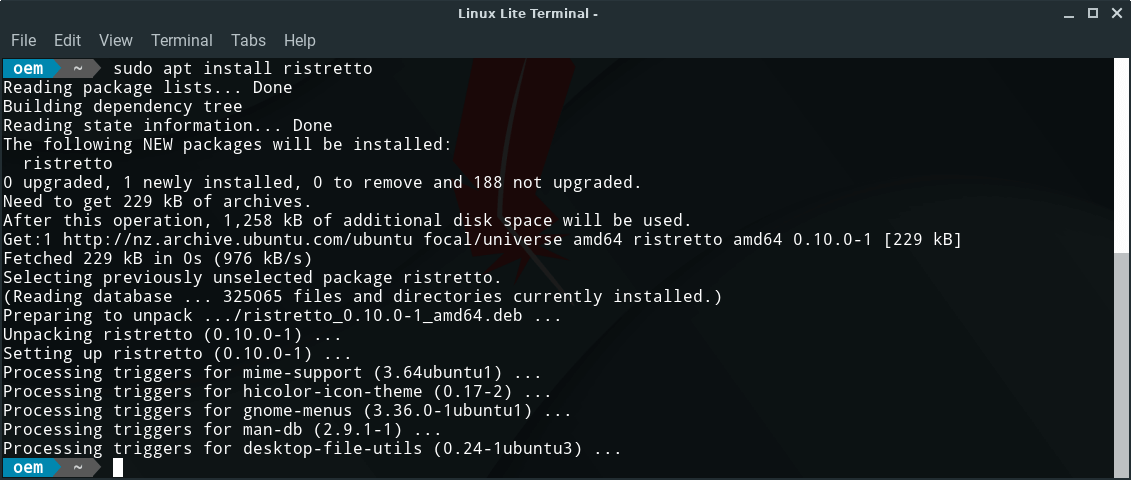 Linux Lite Terminal -
File Edit View Terminal Tabs Help
oem ~ sudo apt install ristretto
Reading package lists... Done
Building dependency tree
Reading state information... Done
The following NEW packages will be installed:
  ristretto
0 upgraded, 1 newly installed, 0 to remove and 188 not upgraded.
Need to get 229 kB of archives.
After this operation, 1,258 kB of additional disk space will be used.
Get:1 http://nz.archive.ubuntu.com/ubuntu focal/universe amd64 ristretto amd64 0.10.0-1 [229 kB]
Fetched 229 kB in 0s (976 kB/s)
Selecting previously unselected package ristretto.
(Reading database ... 325065 files and directories currently installed.)
Preparing to unpack .../ristretto_0.10.0-1_amd64.deb ...
Unpacking ristretto (0.10.0-1) ...
Setting up ristretto (0.10.0-1) ...
Processing triggers for mime-support (3.64ubuntu1) ...
Processing triggers for hicolor-icon-theme (0.17-2) ...
Processing triggers for gnome-menus (3.36.0-1ubuntu1) ...
Processing triggers for man-db (2.9.1-1) ...
Processing triggers for desktop-file-utils (0.24-1ubuntu3) ...
oem ~